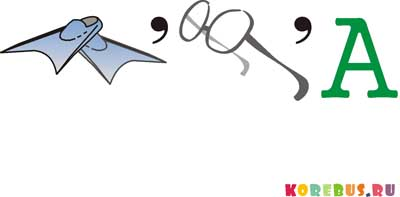 , , А
KOREBUS.RU